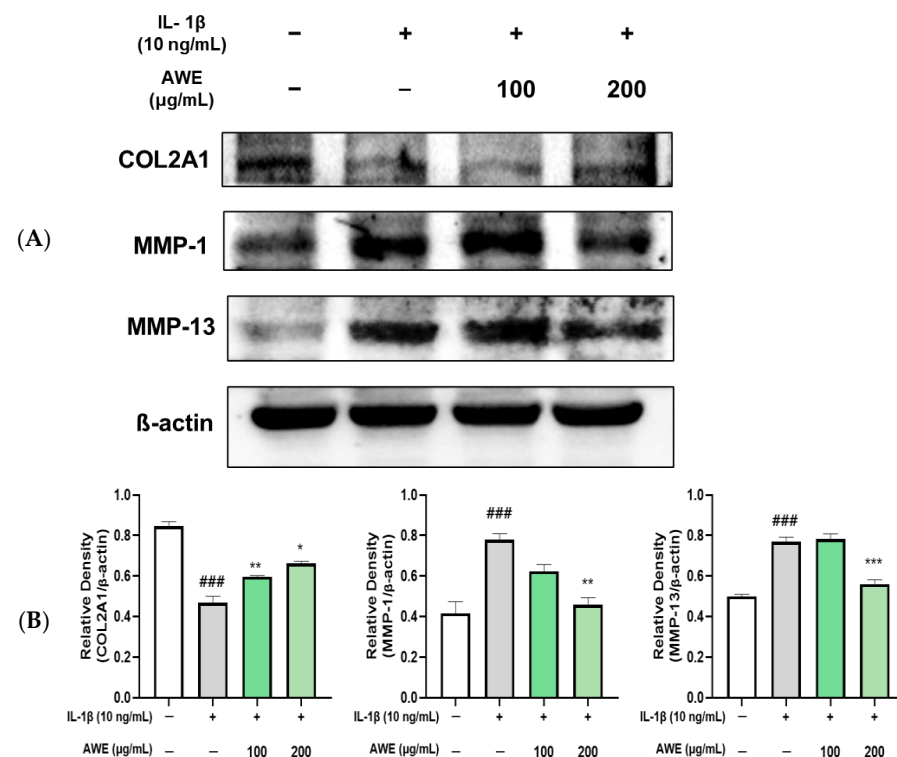 IL- 1β
(10 ng/mL)
– + + +
AWE
(μg/mL)
– – 100 200
COL2A1
(A)
MMP-1
MMP-13
ß-actin
(B)
Relative Density
(COL2A1/β-actin)
1.0
0.8
0.6
0.4
0.2
0.0
###
**
*
IL-1β (10 ng/mL) – + + +
AWE (μg/mL) – – 100 200
Relative Density
(MMP-1/β-actin)
1.0
0.8
0.6
0.4
0.2
0.0
###
**
IL-1β (10 ng/mL) – + + +
AWE (μg/mL) – – 100 200
Relative Density
(MMP-13/β-actin)
1.0
0.8
0.6
0.4
0.2
0.0
###
***
IL-1β (10 ng/mL) – + + +
AWE (μg/mL) – – 100 200